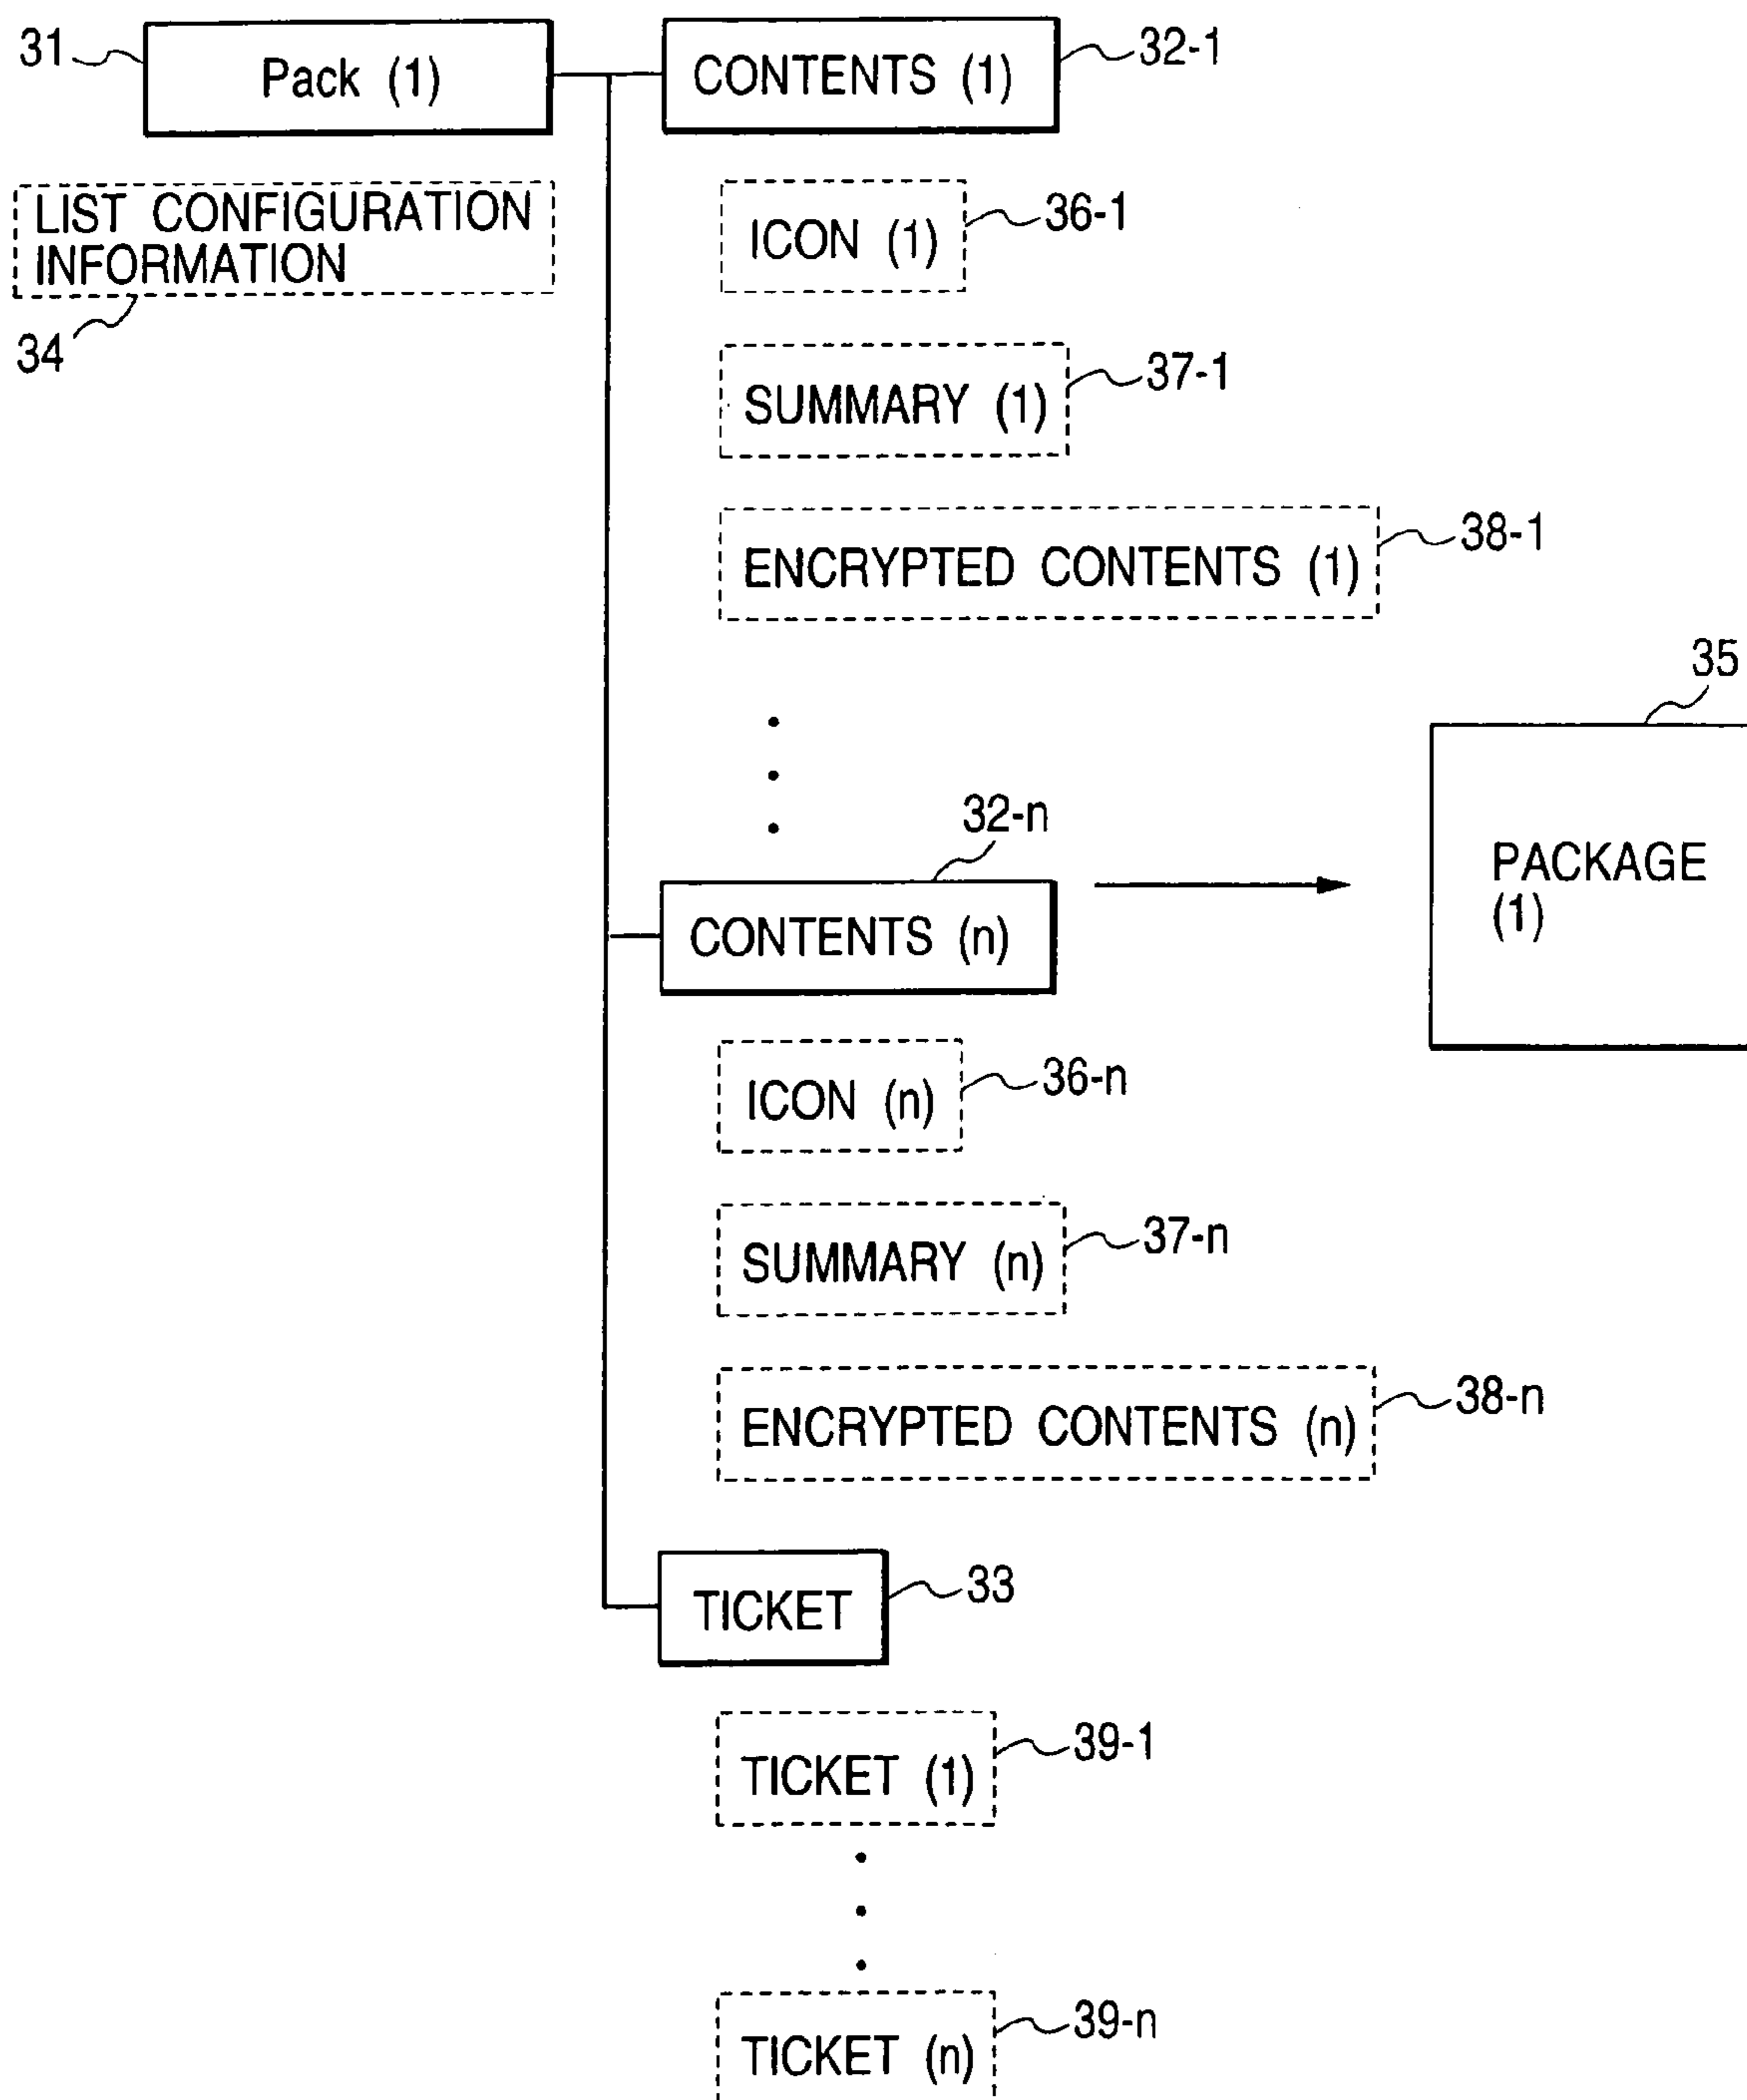 31
Pack (1)
CONTENTS (1)
32-1
LIST CONFIGURATION
INFORMATION
34
ICON (1)
36-1
SUMMARY (1)
37-1
ENCRYPTED CONTENTS (1)
38-1
35
PACKAGE
(1)
32-n
CONTENTS (n)
ICON (n)
36-n
SUMMARY (n)
37-n
ENCRYPTED CONTENTS (n)
38-n
TICKET
33
TICKET (1)
39-1
TICKET (n)
39-n